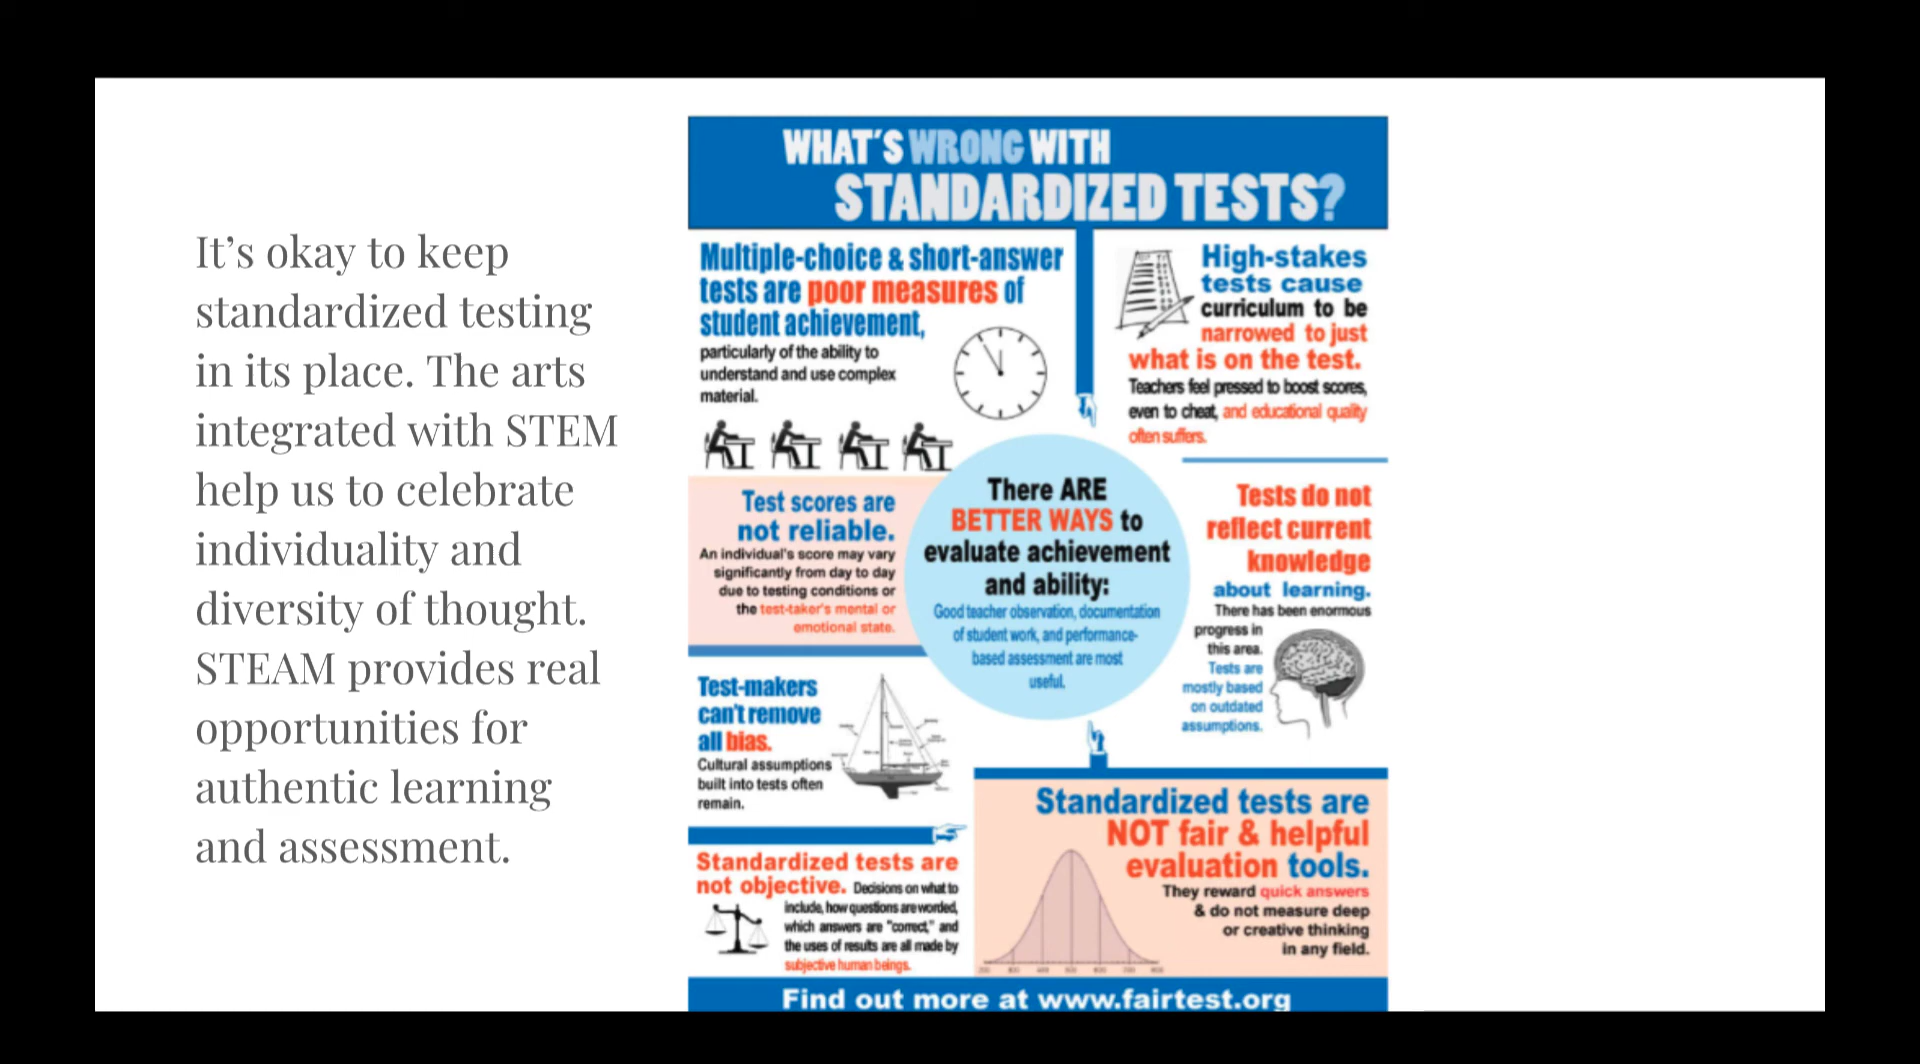 It’s okay to keep
standardized testing
in its place. The arts
integrated with STEM
help us to celebrate
individuality and
diversity of thought.
STEAM provides real
opportunities for
authentic learning
and assessment.
WHAT'S WRONG WITH
STANDARDIZED TESTS?
Multiple-choice & short-answer
tests are poor measures of
student achievement,
particularly of the ability to
understand and use complex
material.
High-stakes
tests cause
curriculum to be
narrowed to just
what is on the test.
Teachers feel pressed to boost scores,
even to cheat, and educational quality
often suffers.
Test scores are
not reliable.
An individual's score may vary
significantly from day to day
due to testing conditions or
the test-taker's mental or
emotional state.
There ARE
BETTER WAYS to
evaluate achievement
and ability:
Good teacher observation, documentation
of student work, and performance-
based assessment are most
useful.
Tests do not
reflect current
knowledge
about learning.
There has been enormous
progress in
this area.
Tests are
mostly based
on outdated
assumptions.
Test-makers
can't remove
all bias.
Cultural assumptions
built into tests often
remain.
Standardized tests are
not objective. Decisions on what to
include, how questions are worded,
which answers are "correct," and
the uses of results are all made by
subjective human beings.
Standardized tests are
NOT fair & helpful
evaluation tools.
They reward quick answers
& do not measure deep
or creative thinking
in any field.
Find out more at www.fairtest.org